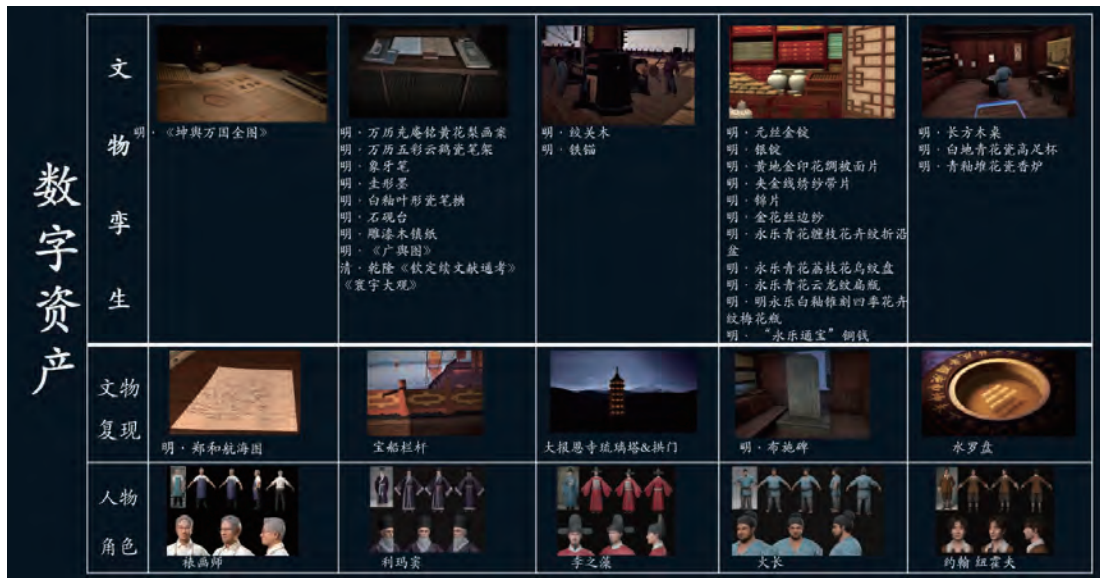 数字资产
文物孪生
明·《坤舆万国全图》
明·万历充庵铭黄花梨画案
明·万历五彩云鹤瓷笔架
明·象牙笔
明·圭形墨
明·白釉叶形瓷笔掭
明·石砚台
明·雕漆木镇纸
明·《广舆图》
清·乾隆《钦定续文献通考》
《寰宇大观》
明·绞关木
明·铁锚
明·元丝金锭
明·银锭
明·黄地金印花绸被面片
明·夹金线绣纱带片
明·锦片
明·金花丝边纱
明·永乐青花缠枝花卉纹折沿
盆
明·永乐青花荔枝花鸟纹盘
明·永乐青花云龙纹扁瓶
明·明永乐白釉锥刻四季花卉
纹梅花瓶
明·“永乐通宝”铜钱
明·长方木桌
明·白地青花瓷高足杯
明·青釉堆花瓷香炉
文物
复现
明·郑和航海图
宝船栏杆
大报恩寺琉璃塔&拱门
明·布施碑
水罗盘
人物
角色
裱画师
利玛窦
李之藻
火长
约翰 纽霍夫